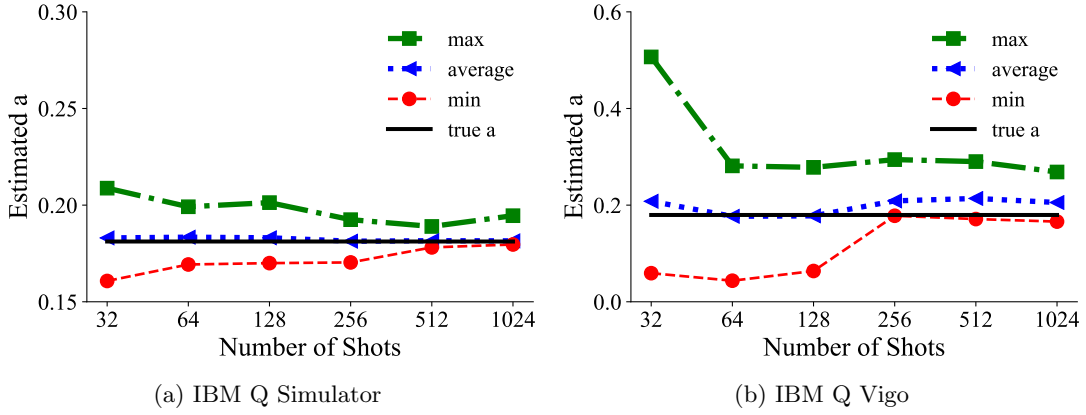 0.30
0.25
0.20
0.15
Estimated a
max
average
min
true a
32 64 128 256 512 1024
Number of Shots
(a) IBM Q Simulator
0.6
0.4
0.2
0.0
Estimated a
max
average
min
true a
32 64 128 256 512 1024
Number of Shots
(b) IBM Q Vigo